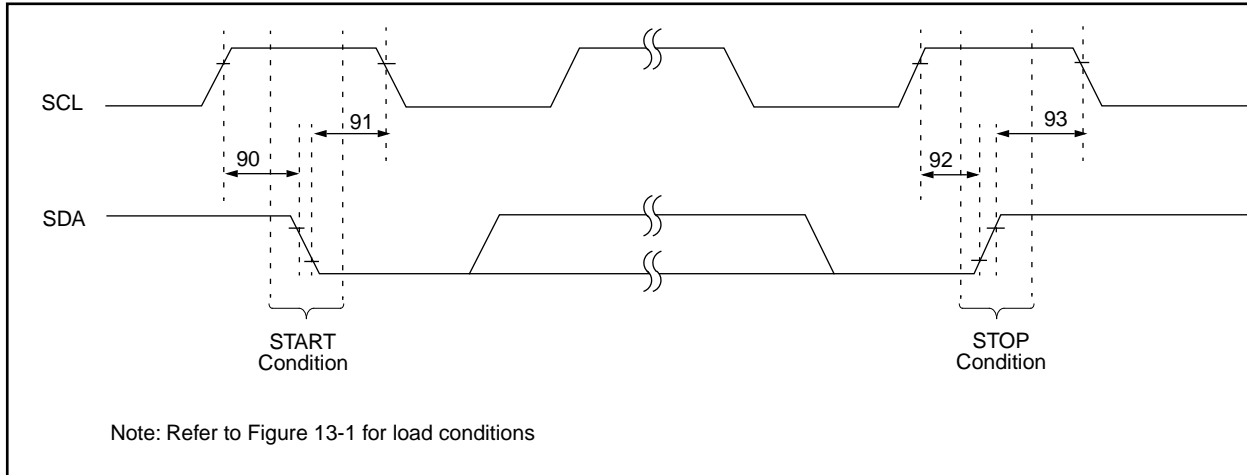 SCL
91
93
90
92
SDA
START
Condition
STOP
Condition
Note: Refer to Figure 13-1 for load conditions